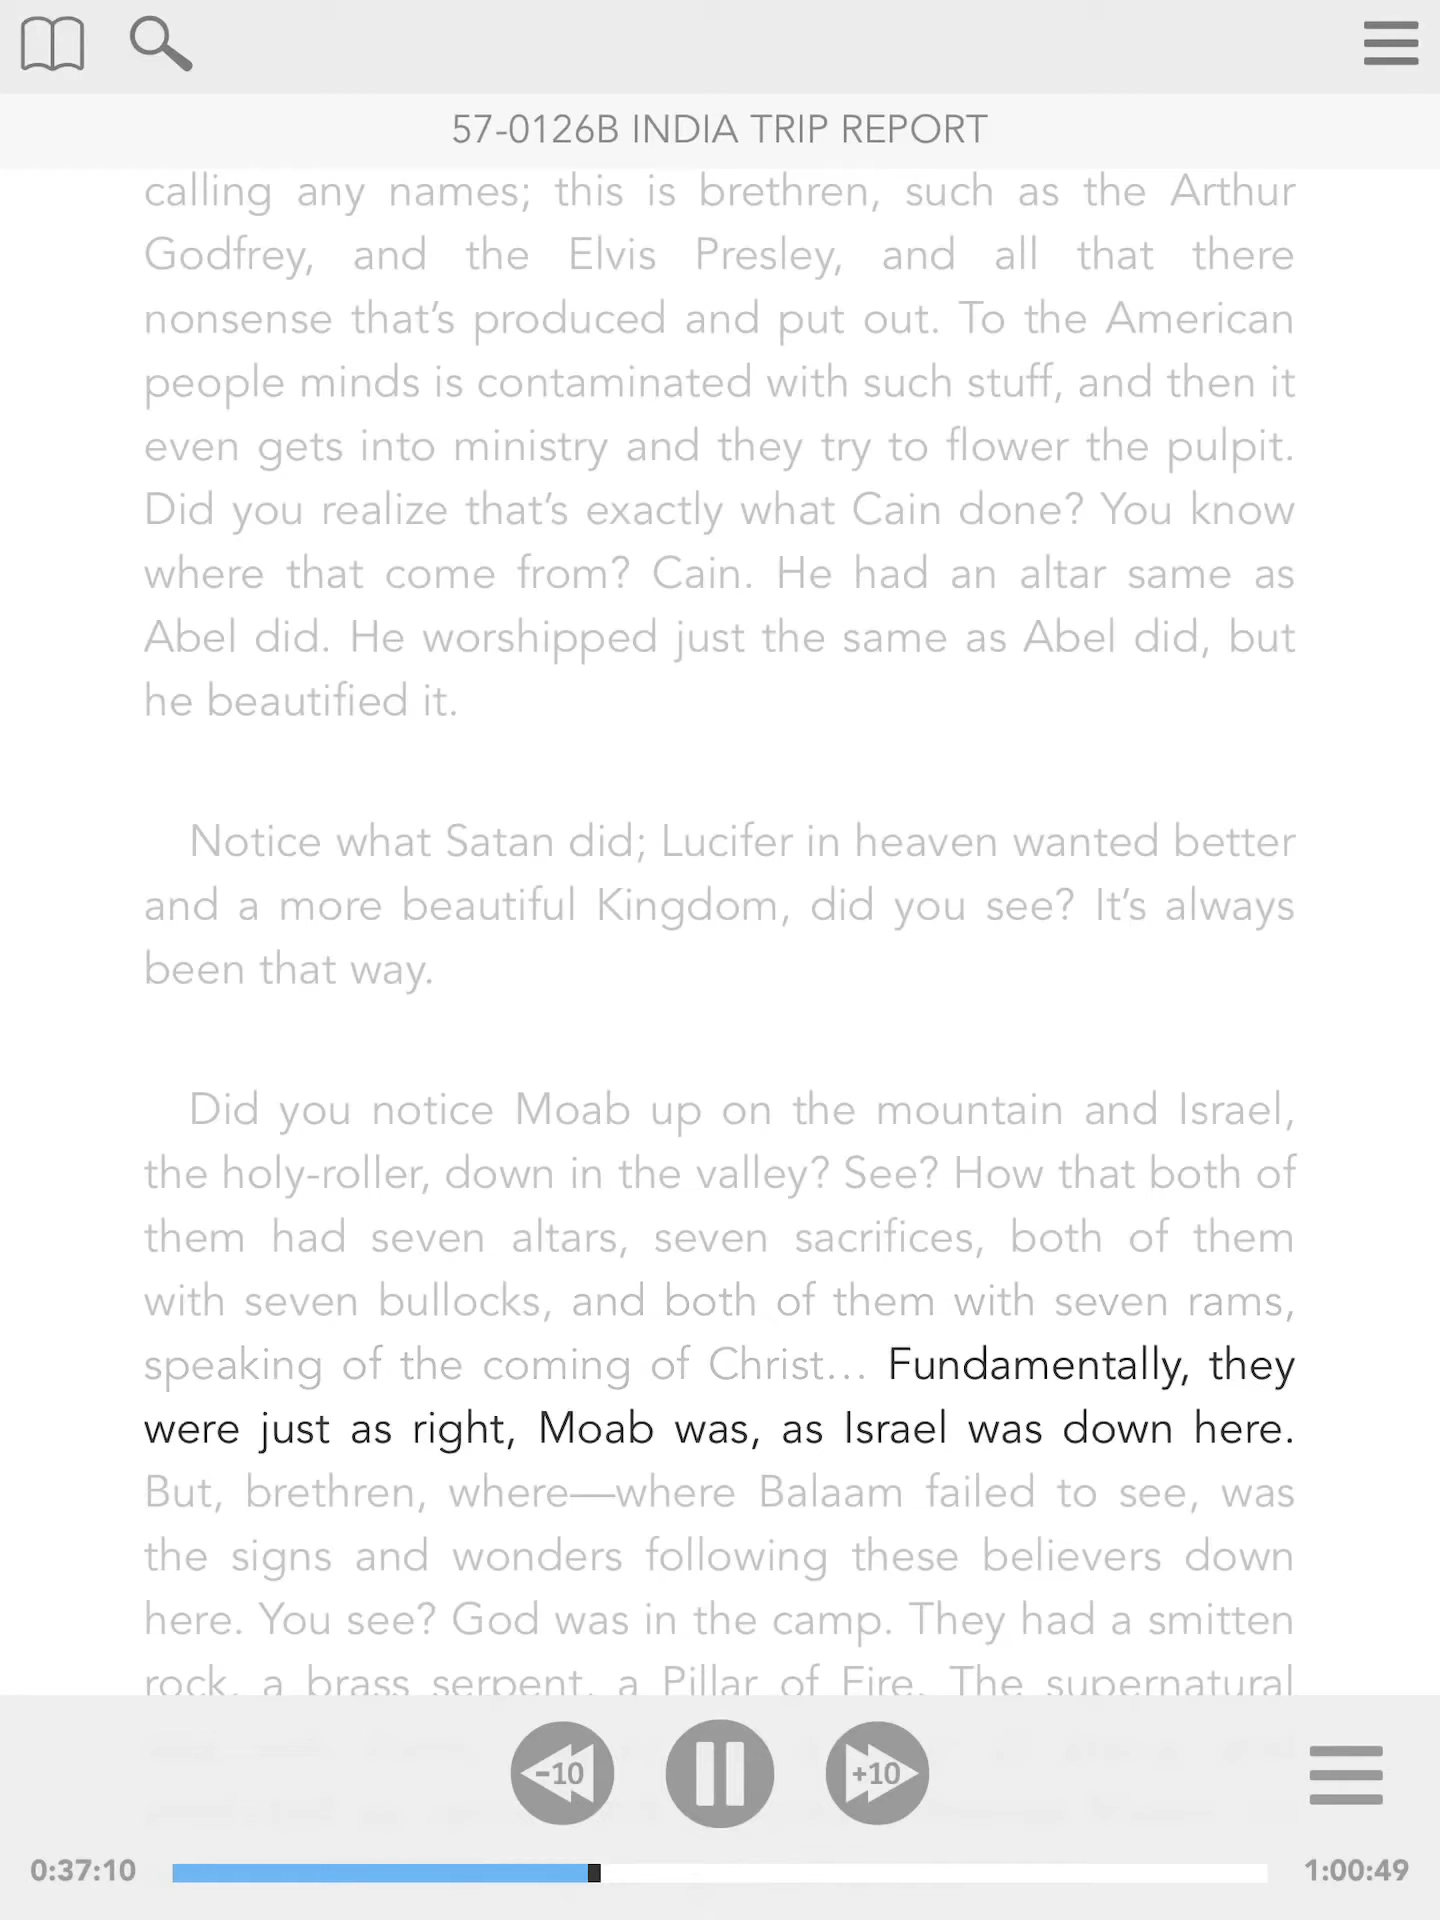 57-0126B INDIA TRIP REPORT
calling any names; this is brethren, such as the Arthur
Godfrey, and the Elvis Presley, and all that there
nonsense that’s produced and put out. To the American
people minds is contaminated with such stuff, and then it
even gets into ministry and they try to flower the pulpit.
Did you realize that’s exactly what Cain done? You know
where that come from? Cain. He had an altar same as
Abel did. He worshipped just the same as Abel did, but
he beautified it.
Notice what Satan did; Lucifer in heaven wanted better
and a more beautiful Kingdom, did you see? It’s always
been that way.
Did you notice Moab up on the mountain and Israel,
the holy-roller, down in the valley? See? How that both of
them had seven altars, seven sacrifices, both of them
with seven bullocks, and both of them with seven rams,
speaking of the coming of Christ… Fundamentally, they
were just as right, Moab was, as Israel was down here.
But, brethren, where—where Balaam failed to see, was
the signs and wonders following these believers down
here. You see? God was in the camp. They had a smitten
rock, a brass serpent, a Pillar of Fire. The supernatural
-10 +10
0:37:10 1:00:49